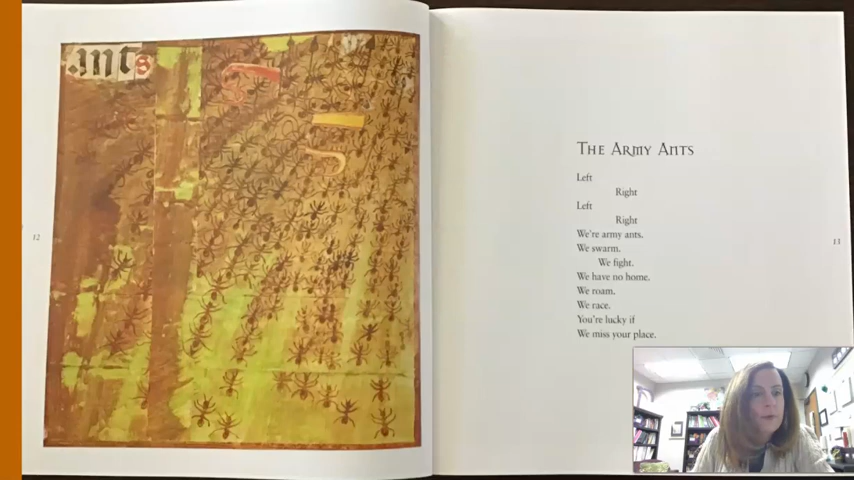 ants
12
THE ARMY ANTS
Left
Right
Left
Right
We're army ants.
We swarm.
We fight.
We have no home.
We roam.
We race.
You're lucky if
We miss your place.
13